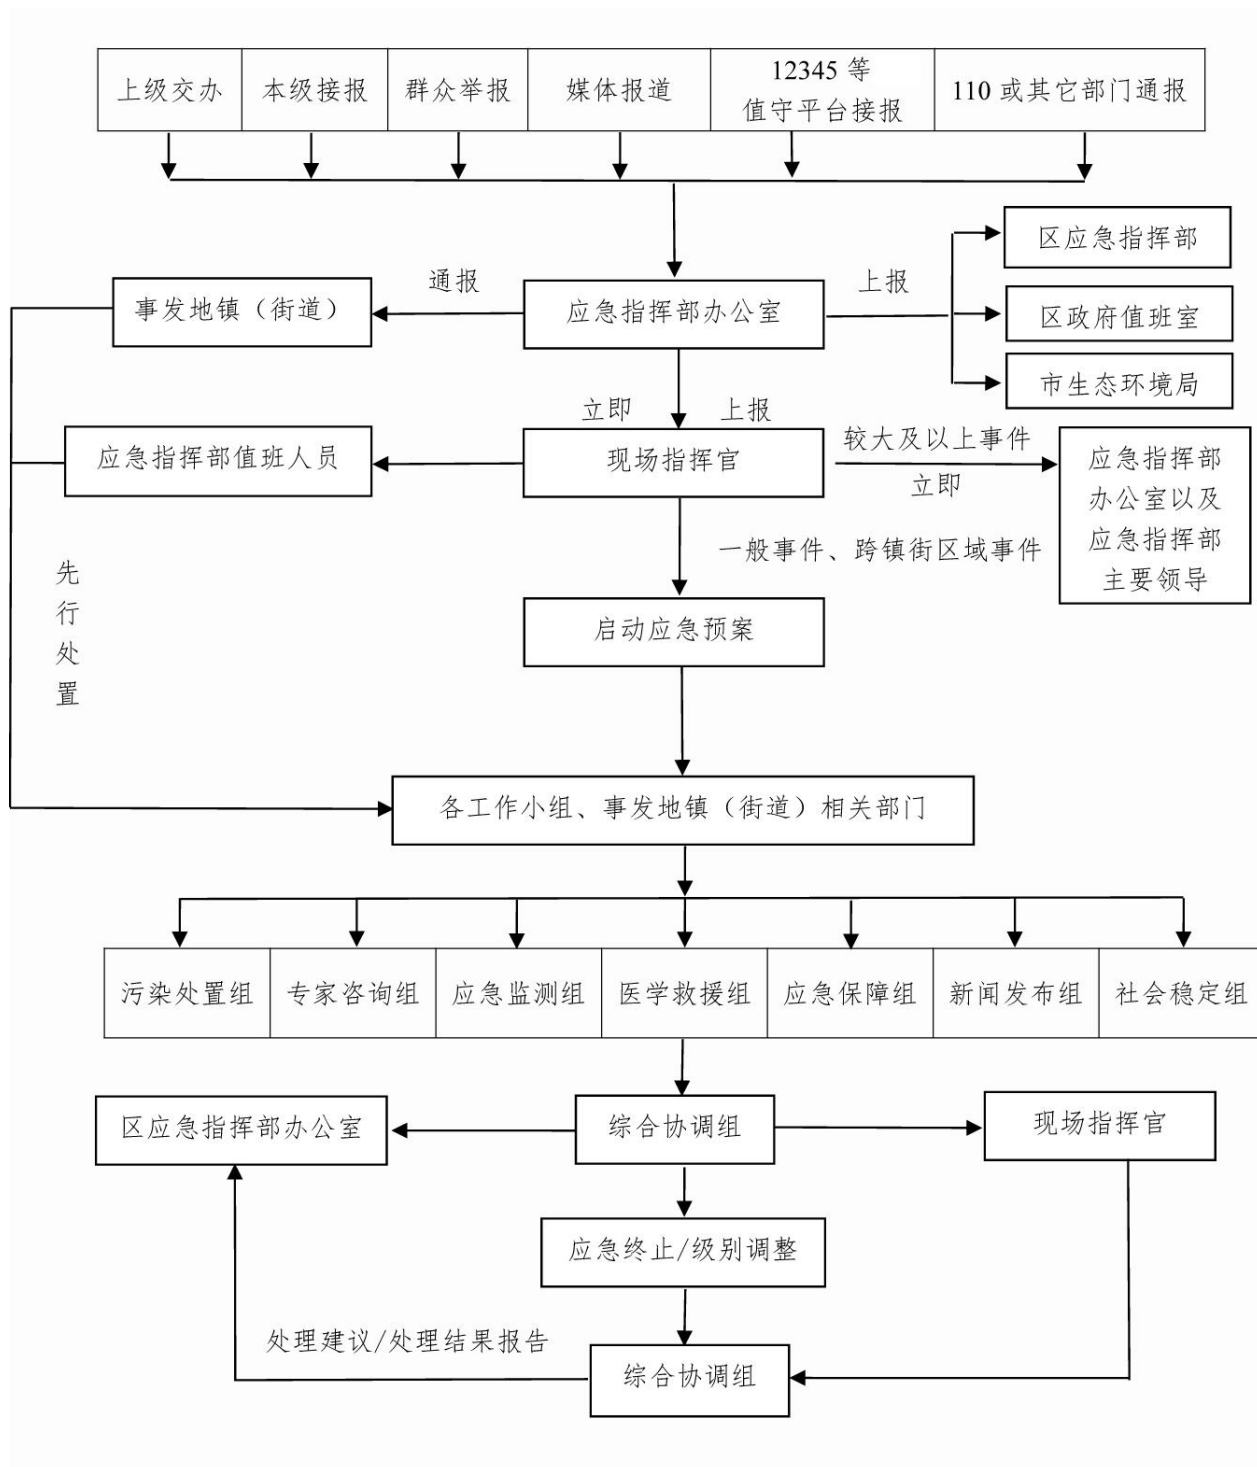 上级交办
本级接报
群众举报
媒体报道
12345 等
值守平台接报
110 或其它部门通报
区应急指挥部
通报
上报
事发地镇（街道）
应急指挥部办公室
区政府值班室
市生态环境局
立即
上报
应急指挥部值班人员
现场指挥官
较大及以上事件
立即
应急指挥部
办公室以及
应急指挥部
主要领导
一般事件、跨镇街区域事件
先
行
处
置
启动应急预案
各工作小组、事发地镇（街道）相关部门
污染处置组
专家咨询组
应急监测组
医学救援组
应急保障组
新闻发布组
社会稳定组
区应急指挥部办公室
综合协调组
现场指挥官
应急终止/级别调整
处理建议/处理结果报告
综合协调组